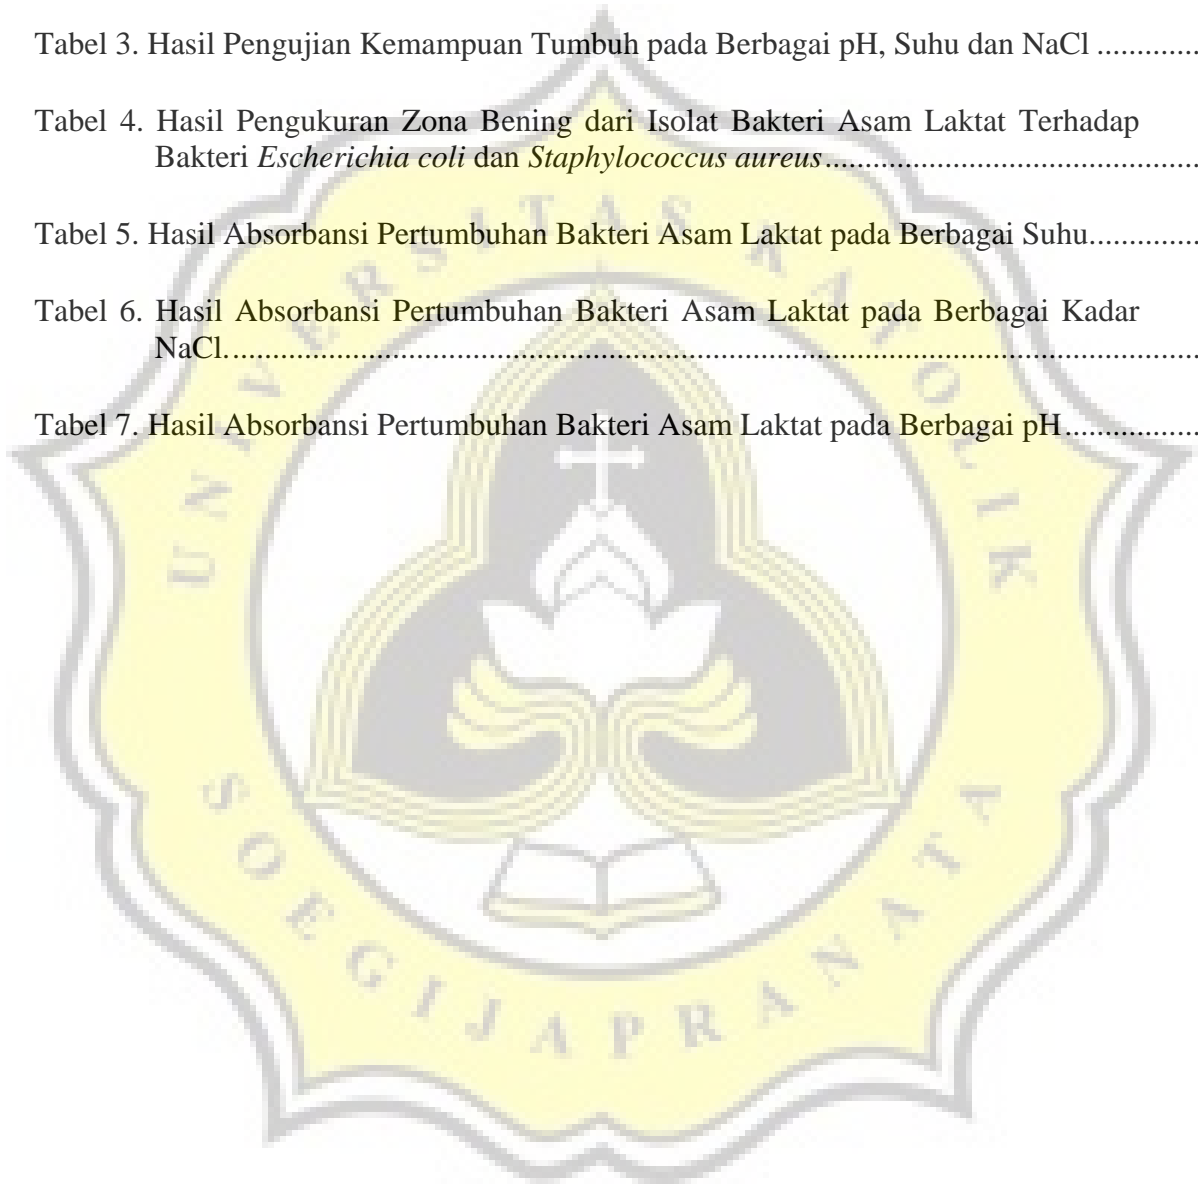 Tabel 3. Hasil Pengujian Kemampuan Tumbuh pada Berbagai pH, Suhu dan NaCl .............
Tabel 4. Hasil Pengukuran Zona Bening dari Isolat Bakteri Asam Laktat Terhadap
Bakteri Escherichia coli dan Staphylococcus aureus...............................................
Tabel 5. Hasil Absorbansi Pertumbuhan Bakteri Asam Laktat pada Berbagai Suhu..............
Tabel 6. Hasil Absorbansi Pertumbuhan Bakteri Asam Laktat pada Berbagai Kadar
NaCl..........................................................................................................................
Tabel 7. Hasil Absorbansi Pertumbuhan Bakteri Asam Laktat pada Berbagai pH.................
UNIVERSITAS KATOLIK
SOEGIJAPRANATA